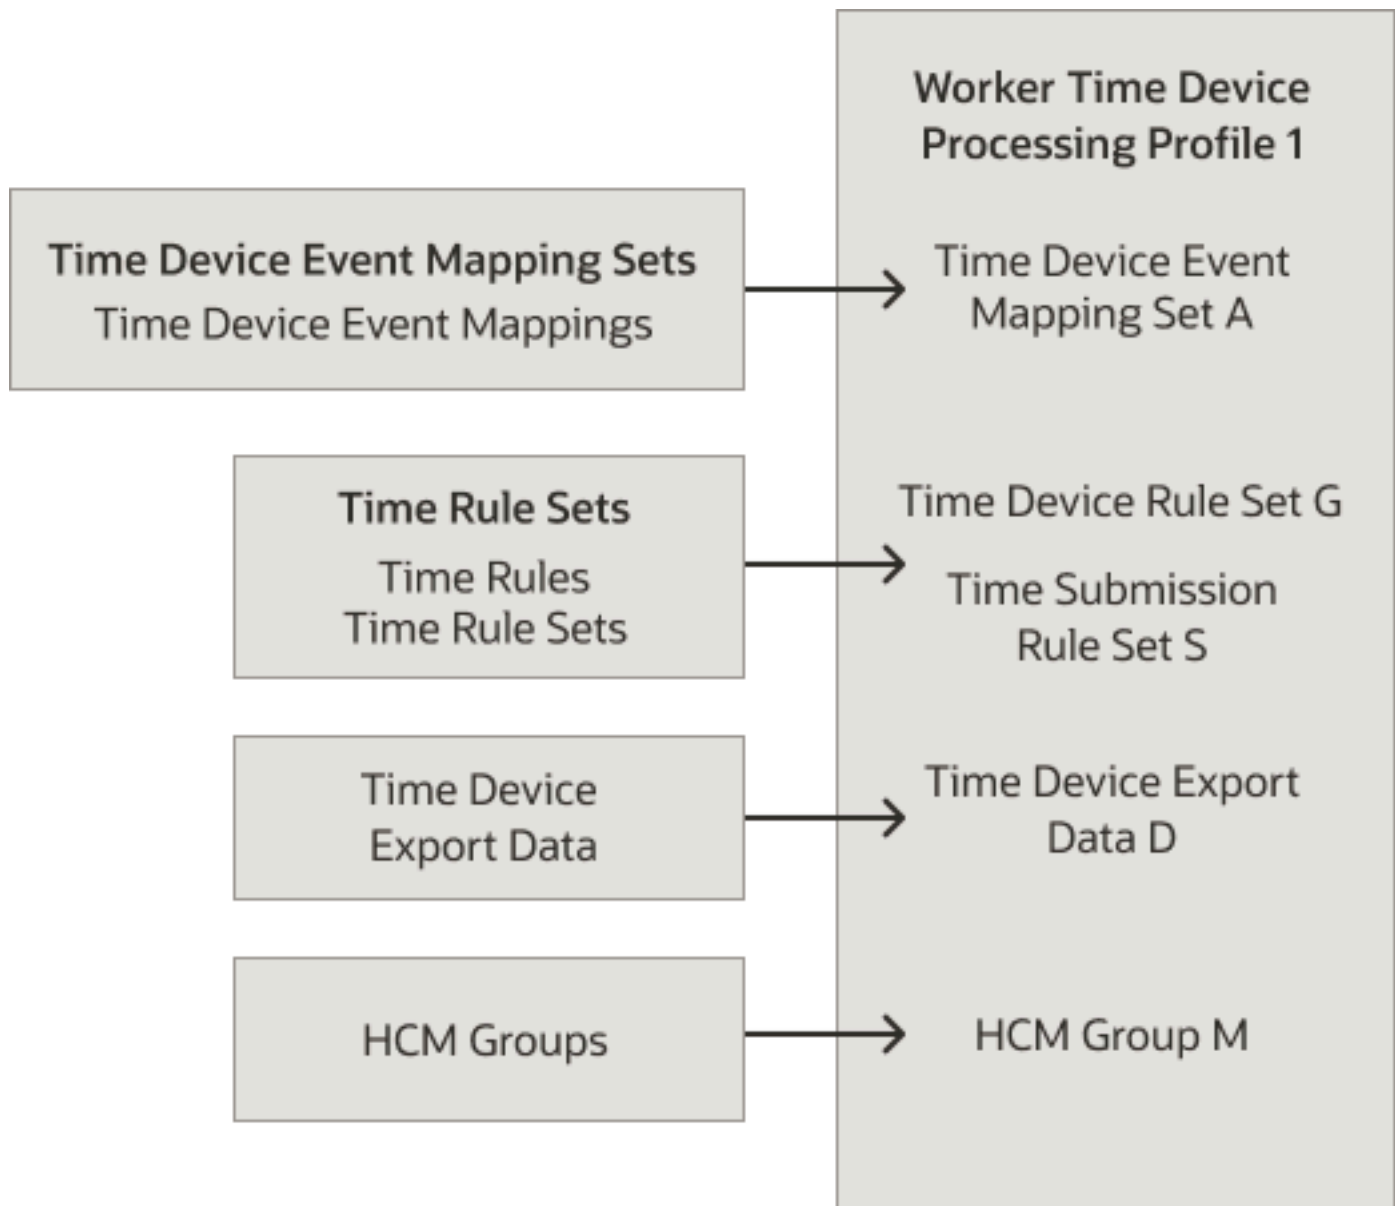 Worker Time Device
Processing Profile 1
Time Device Event Mapping Sets
Time Device Event Mappings
Time Device Event
Mapping Set A
Time Rule Sets
Time Rules
Time Rule Sets
Time Device Rule Set G
Time Submission
Rule Set S
Time Device
Export Data
Time Device Export
Data D
HCM Groups
HCM Group M